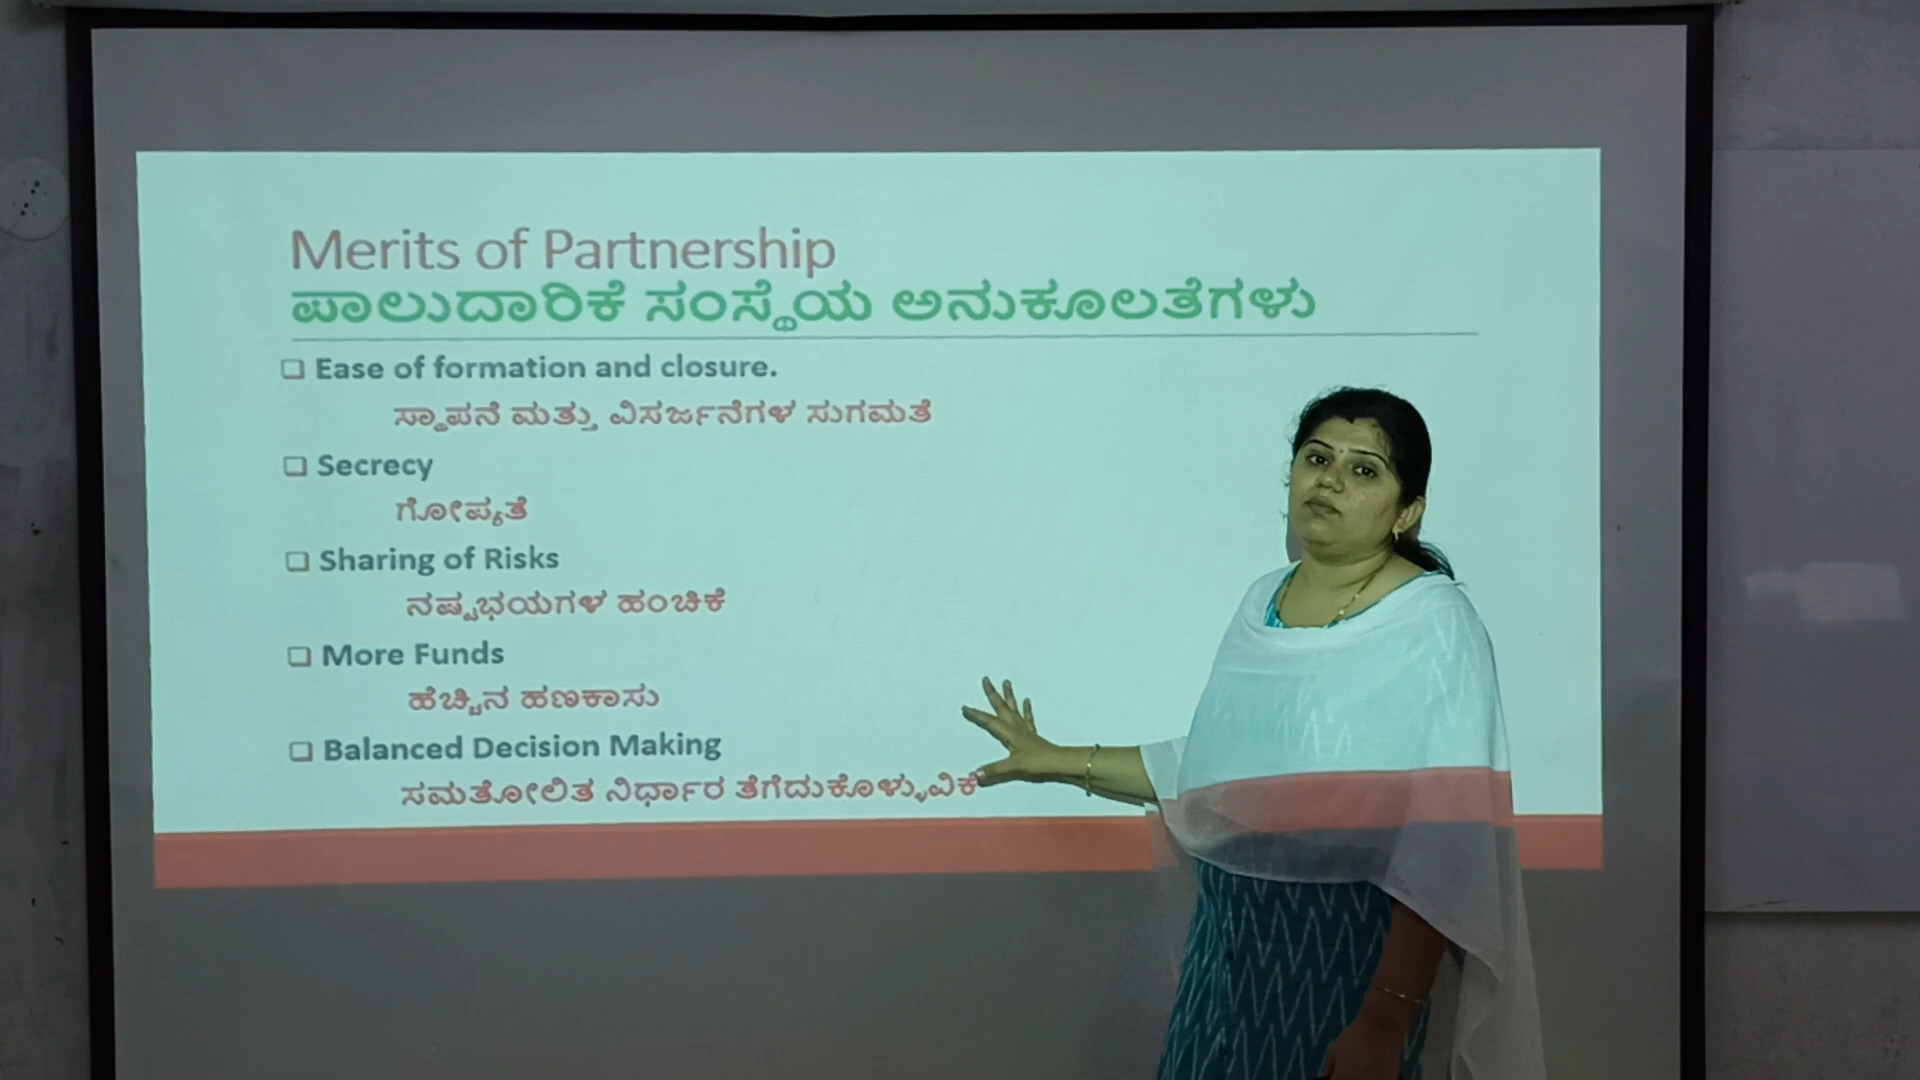 Merits of Partnership
ಪಾಲುದಾರಿಕೆ ಸಂಸ್ಥೆಯ ಅನುಕೂಲತೆಗಳು
❑ Ease of formation and closure.
ಸ್ಥಾಪನೆ ಮತ್ತು ವಿಸರ್ಜನೆಗಳ ಸುಗಮತೆ
❑ Secrecy
ಗೋಪ್ಯತೆ
❑ Sharing of Risks
ನಷ್ಟಭಯಗಳ ಹಂಚಿಕೆ
❑ More Funds
ಹೆಚ್ಚಿನ ಹಣಕಾಸು
❑ Balanced Decision Making
ಸಮತೋಲಿತ ನಿರ್ಧಾರ ತೆಗೆದುಕೊಳ್ಳುವಿಕೆ